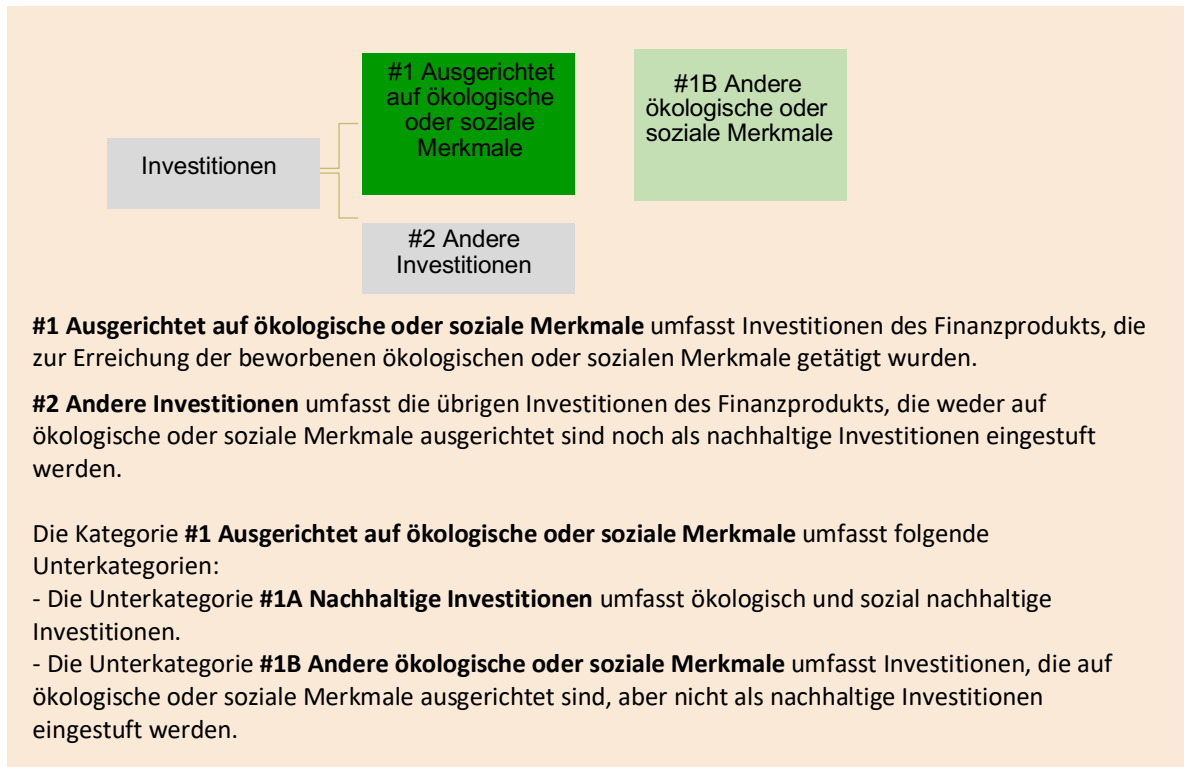 #1 Ausgerichtet
auf ökologische
oder soziale
Merkmale
#1B Andere
ökologische oder
soziale Merkmale
Investitionen
#2 Andere
Investitionen
#1 Ausgerichtet auf ökologische oder soziale Merkmale umfasst Investitionen des Finanzprodukts, die
zur Erreichung der beworbenen ökologischen oder sozialen Merkmale getätigt wurden.
#2 Andere Investitionen umfasst die übrigen Investitionen des Finanzprodukts, die weder auf
ökologische oder soziale Merkmale ausgerichtet sind noch als nachhaltige Investitionen eingestuft
werden.
Die Kategorie #1 Ausgerichtet auf ökologische oder soziale Merkmale umfasst folgende
Unterkategorien:
- Die Unterkategorie #1A Nachhaltige Investitionen umfasst ökologisch und sozial nachhaltige
Investitionen.
- Die Unterkategorie #1B Andere ökologische oder soziale Merkmale umfasst Investitionen, die auf
ökologische oder soziale Merkmale ausgerichtet sind, aber nicht als nachhaltige Investitionen
eingestuft werden.